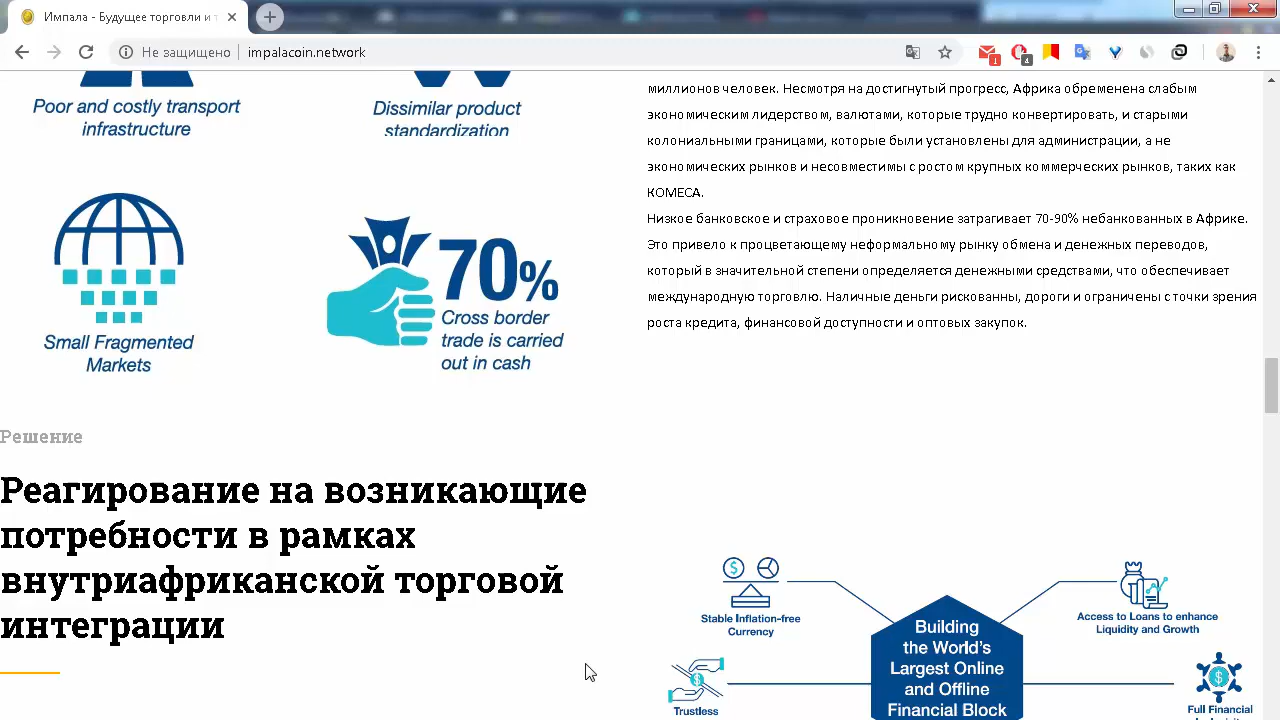 Импала - Будущее торговли и т
Не защищено
impalacoin.network
1
4
Poor and costly transport
infrastructure
Dissimilar product
standardization
Small Fragmented
Markets
70%
Cross border
trade is carried
out in cash
миллионов человек. Несмотря на достигнутый прогресс, Африка обременена слабым
экономическим лидерством, валютами, которые трудно конвертировь, и старыми
колониальными границами, которые были установлены для администрации, а не
экономических рынков и несовместимы с ростом крупных коммерческих рынков, таких как
КОМЕСА.
Низкое банковское и страховое проникновение затрагивает 70-90% небанкованных в Африке.
Это привело к процветающему неформальному рынку обмена и денежных переводов,
который в значительной степени определяется денежными средствами, что обеспечивает
международную торговлю. Наличные деньги рискованны, дороги и ограничены с точки зрения
роста кредита, финансовой доступности и оптовых закупок.
Решение
Реагирование на возникающие
потребности в рамках
внутриафриканской торговой
интеграции
$
Stable Inflation-free
Currency
Access to Loans to enhance
Liquidity and Growth
Building
the World's
Largest Online
and Offline
Financial Block
$
Trustless
$
Full Financial